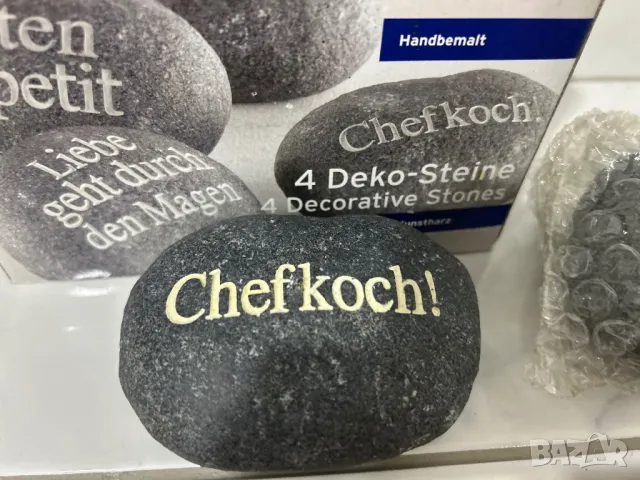 ten
petit
Handbemalt
Chefkoch!
Liebe
geht durch
den Magen
4 Deko-Steine
4 Decorative Stones
Chefkoch!
BAZAR